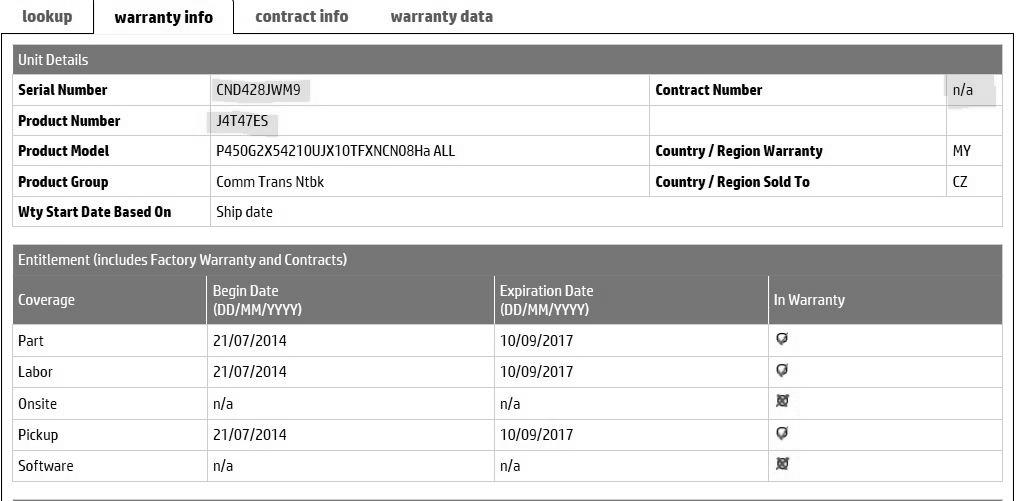 lookup warranty info contract info warranty data
Unit Details
Serial Number CND428JWM9 Contract Number n/a
Product Number J4T47ES
Product Model P450G2X54210UJX10TFXNCN08Ha ALL Country / Region Warranty MY
Product Group Comm Trans Ntbk Country / Region Sold To CZ
Wty Start Date Based On Ship date
Entitlement (includes Factory Warranty and Contracts)
Coverage Begin Date (DD/MM/YYYY) Expiration Date (DD/MM/YYYY) In Warranty
Part 21/07/2014 10/09/2017
Labor 21/07/2014 10/09/2017
Onsite n/a n/a
Pickup 21/07/2014 10/09/2017
Software n/a n/a